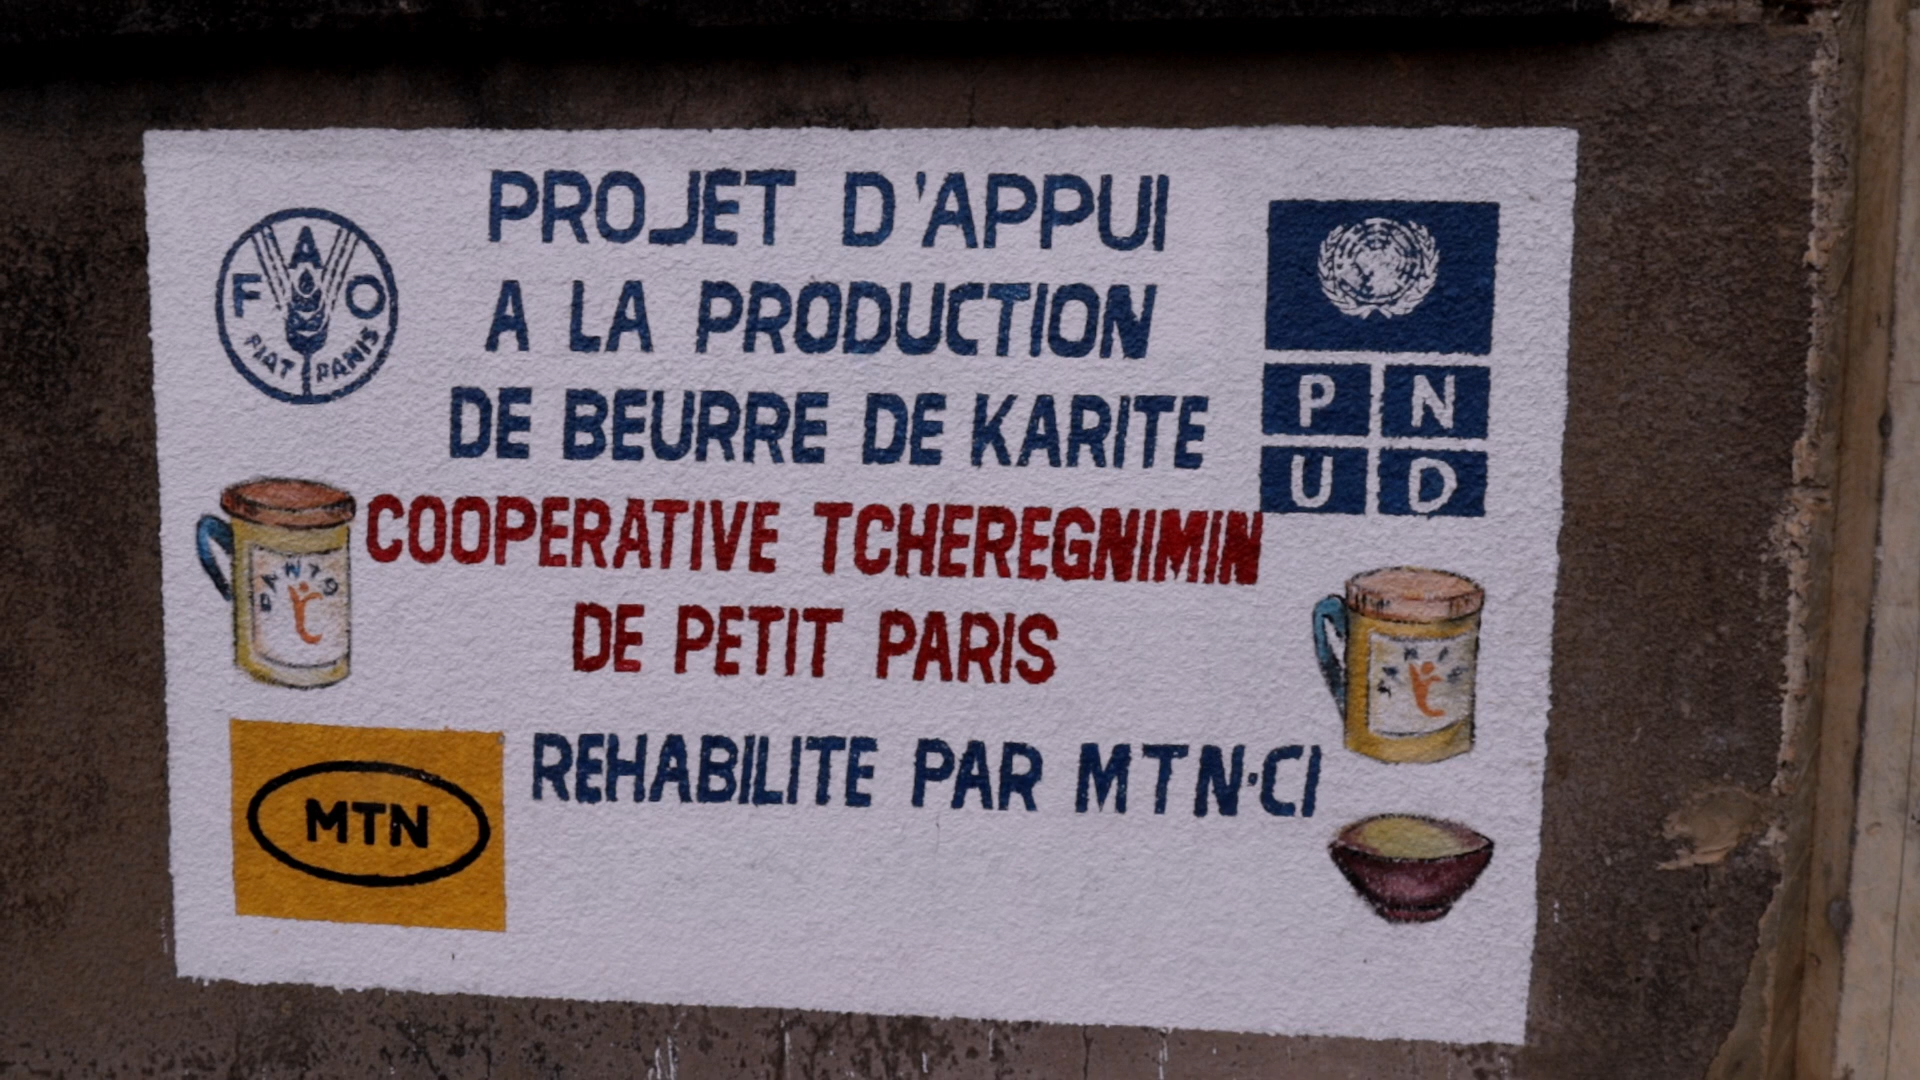 PROJET D'APPUI
A LA PRODUCTION
DE BEURRE DE KARITE
COOPERATIVE TCHEREGNIMIN
DE PETIT PARIS
REHABILITE PAR MTN·CI
F A O
FIAT PANIS
P N
U D
MTN